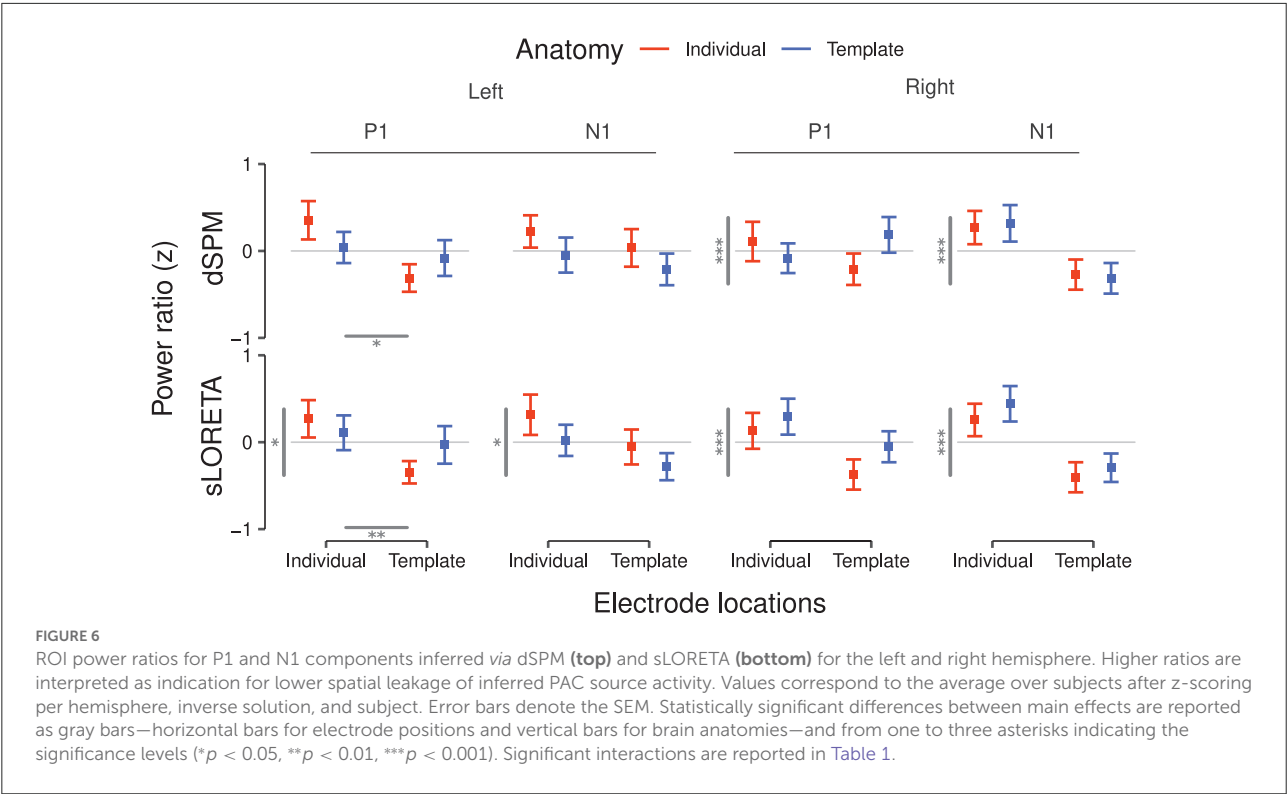 Anatomy Individual Template
Left Right
P1 N1 P1 N1
Power ratio (z)
dSPM
1
0
−1
***
***
*
sLORETA
1
0
−1
*
*
***
***
**
Individual Template Individual Template Individual Template Individual Template
Electrode locations
FIGURE 6
ROI power ratios for P1 and N1 components inferred via dSPM (top) and sLORETA (bottom) for the left and right hemisphere. Higher ratios are
interpreted as indication for lower spatial leakage of inferred PAC source activity. Values correspond to the average over subjects after z-scoring
per hemisphere, inverse solution, and subject. Error bars denote the SEM. Statistically significant differences between main effects are reported
as gray bars—horizontal bars for electrode positions and vertical bars for brain anatomies—and from one to three asterisks indicating the
significance levels (*p < 0.05, **p < 0.01, ***p < 0.001). Significant interactions are reported in Table 1.